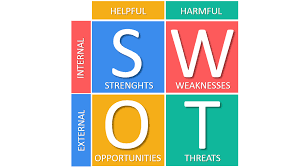 HELPFUL HARMFUL
INTERNAL
S W
STRENGHTS WEAKNESSES
EXTERNAL
O T
OPPORTUNITIES THREATS